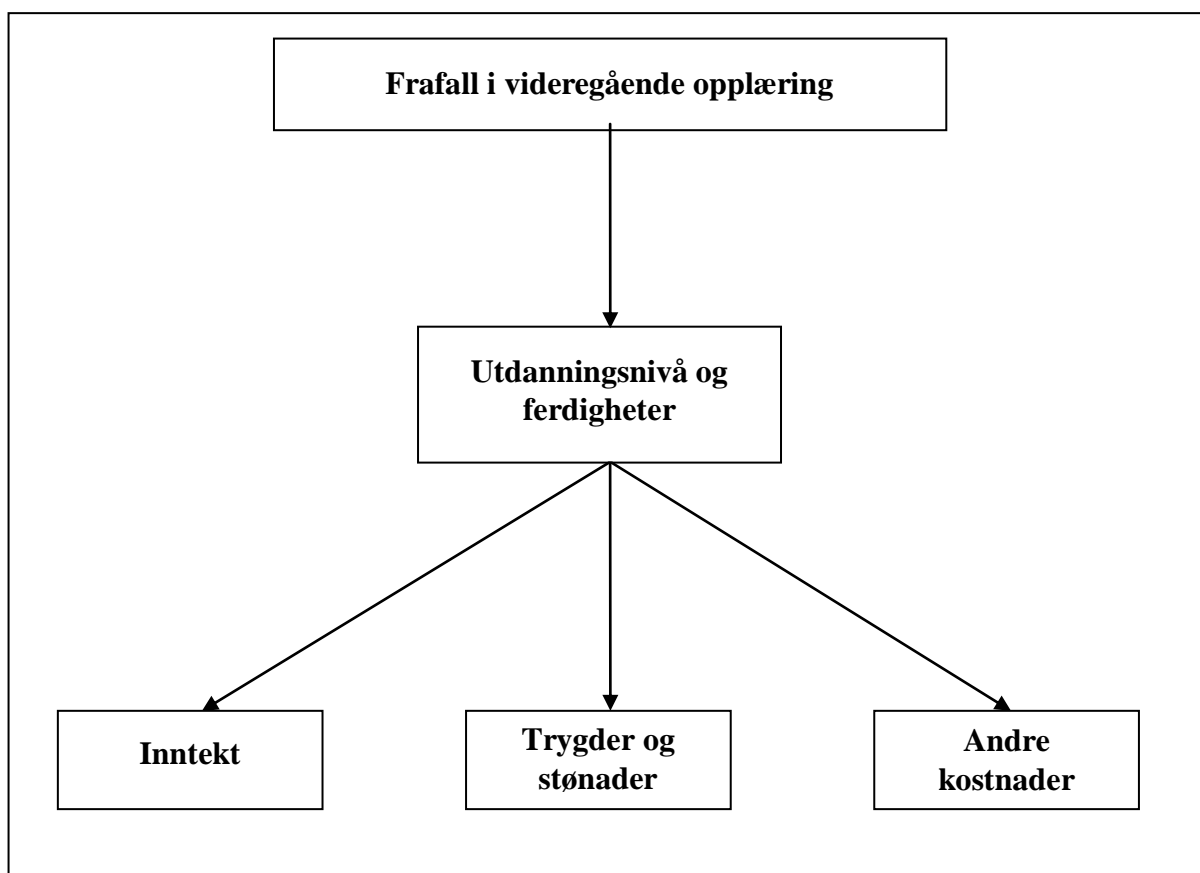 Frafall i videregående opplæring
Utdanningsnivå og
ferdigheter
Inntekt
Trygder og
stønader
Andre
kostnader